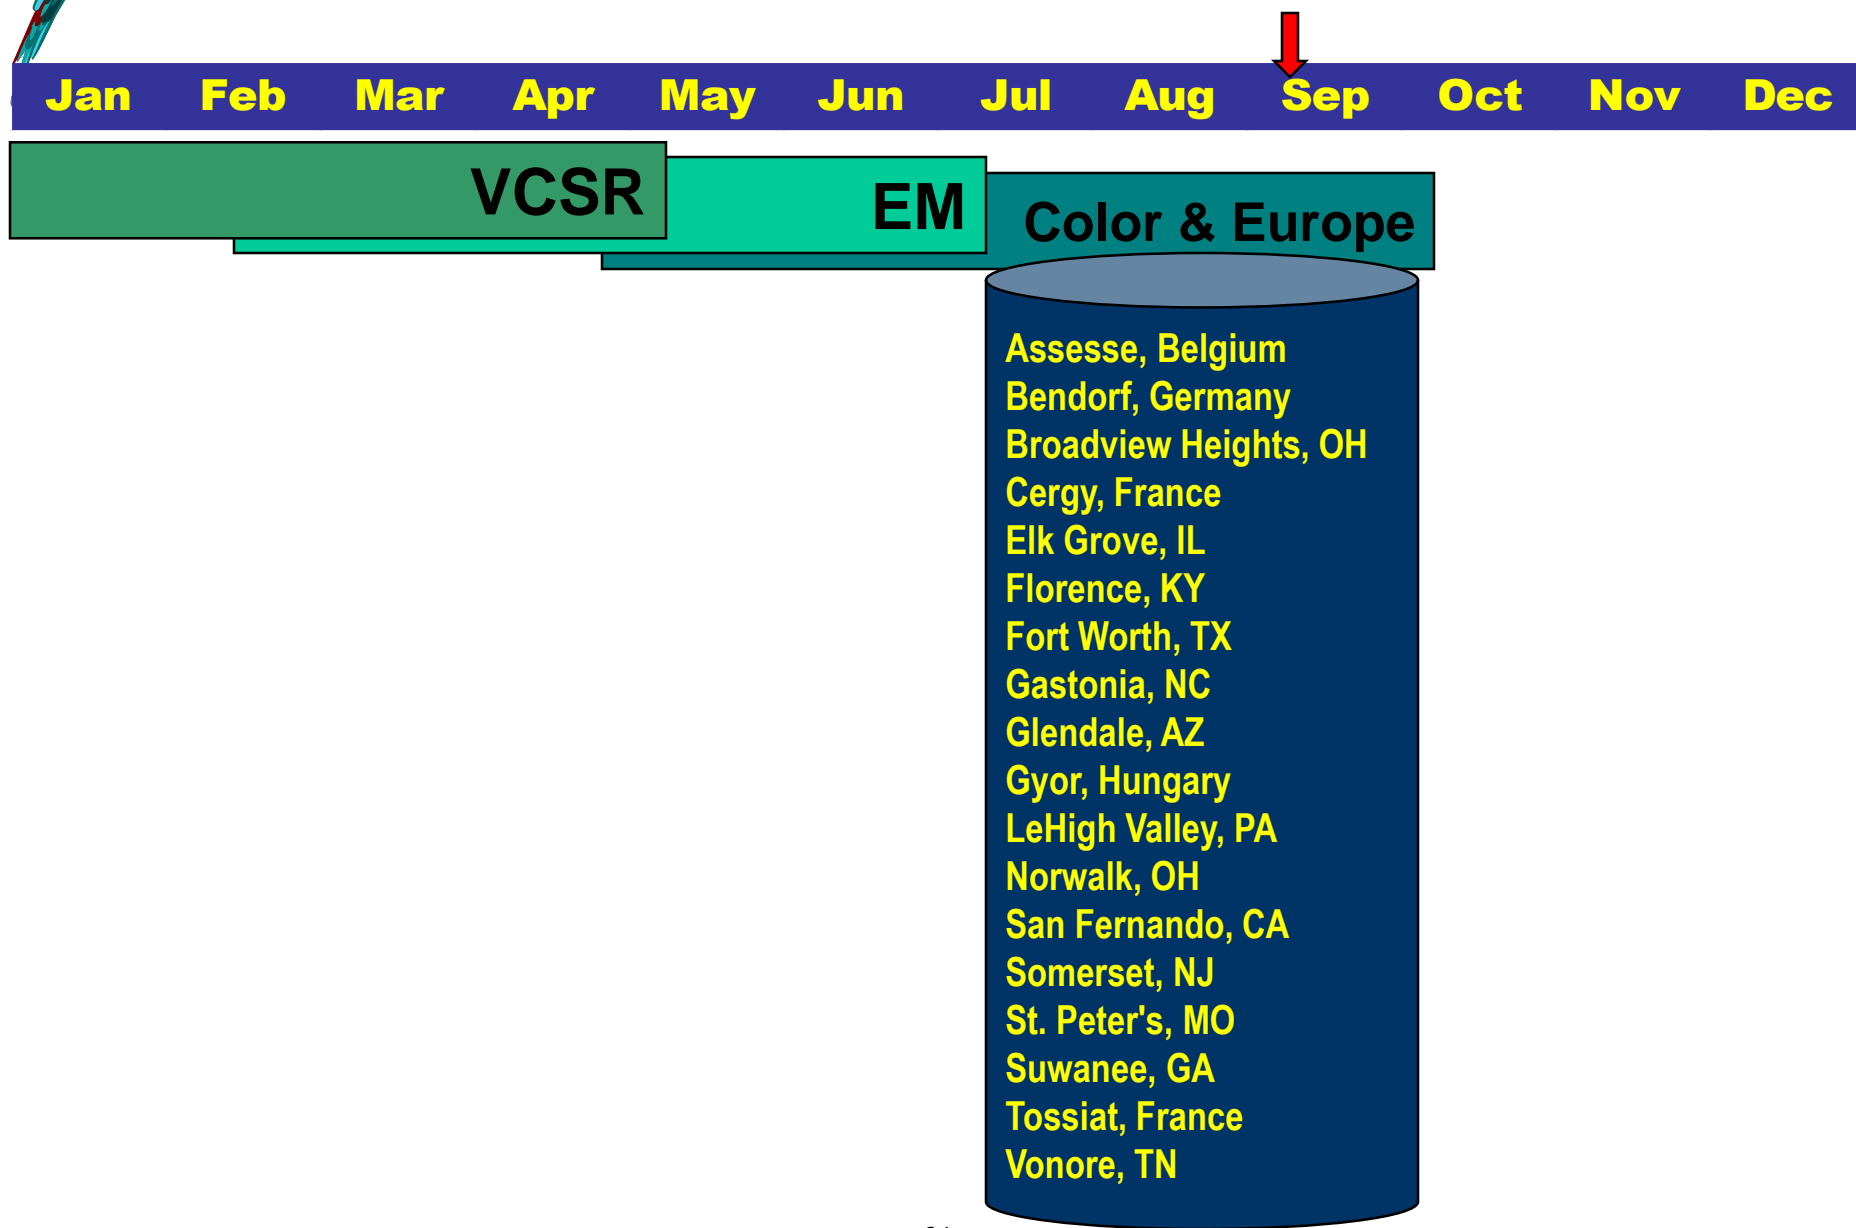 Jan Feb Mar Apr May Jun Jul Aug Sep Oct Nov Dec
VCSR
EM
Color & Europe
Assesse, Belgium
Bendorf, Germany
Broadview Heights, OH
Cergy, France
Elk Grove, IL
Florence, KY
Fort Worth, TX
Gastonia, NC
Glendale, AZ
Gyor, Hungary
LeHigh Valley, PA
Norwalk, OH
San Fernando, CA
Somerset, NJ
St. Peter's, MO
Suwanee, GA
Tossiat, France
Vonore, TN